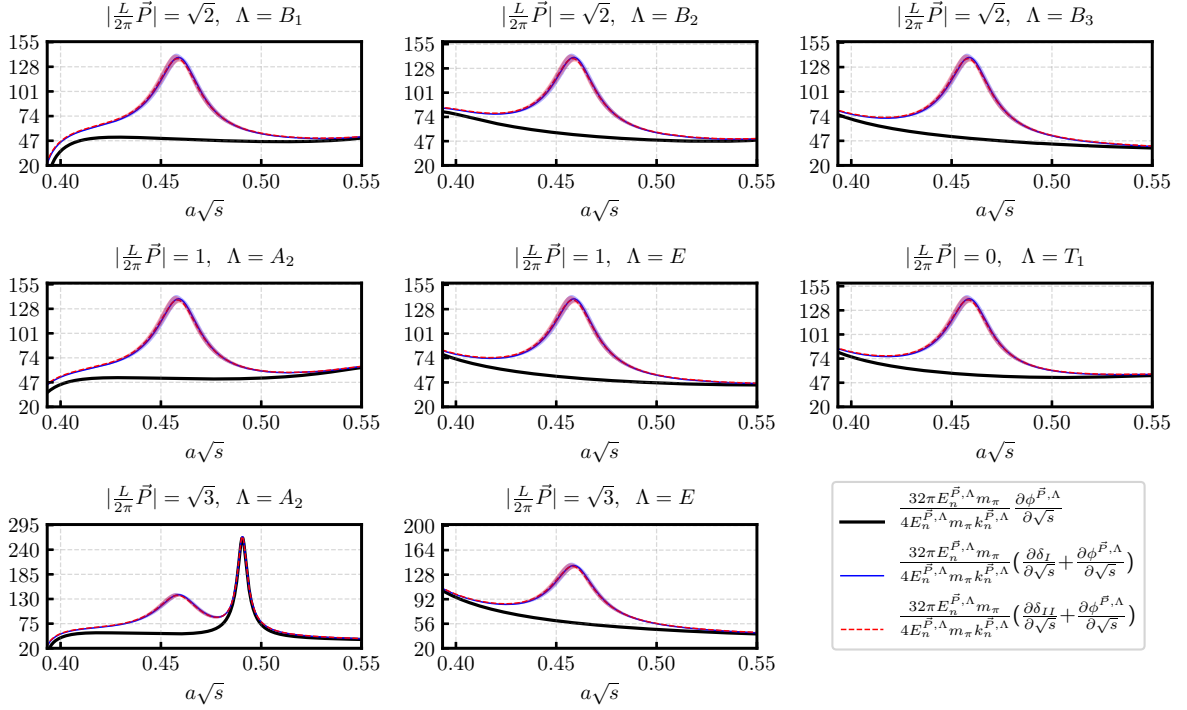 |L/2π P⃗| = √2, Λ = B₁
|L/2π P⃗| = √2, Λ = B₂
|L/2π P⃗| = √2, Λ = B₃
155
128
101
74
47
20
0.40 0.45 0.50 0.55
a√s
155
128
101
74
47
20
0.40 0.45 0.50 0.55
a√s
155
128
101
74
47
20
0.40 0.45 0.50 0.55
a√s
|L/2π P⃗| = 1, Λ = A₂
|L/2π P⃗| = 1, Λ = E
|L/2π P⃗| = 0, Λ = T₁
155
128
101
74
47
20
0.40 0.45 0.50 0.55
a√s
155
128
101
74
47
20
0.40 0.45 0.50 0.55
a√s
155
128
101
74
47
20
0.40 0.45 0.50 0.55
a√s
|L/2π P⃗| = √3, Λ = A₂
|L/2π P⃗| = √3, Λ = E
295
240
185
130
75
20
0.40 0.45 0.50 0.55
a√s
200
164
128
92
56
20
0.40 0.45 0.50 0.55
a√s
32πE_n^{P⃗,Λ} m_π / 4E_n^{P⃗,Λ} m_π k_n^{P⃗,Λ} ∂φ^{P⃗,Λ}/∂√s
32πE_n^{P⃗,Λ} m_π / 4E_n^{P⃗,Λ} m_π k_n^{P⃗,Λ} (∂δ_I/∂√s + ∂φ^{P⃗,Λ}/∂√s)
32πE_n^{P⃗,Λ} m_π / 4E_n^{P⃗,Λ} m_π k_n^{P⃗,Λ} (∂δ_{II}/∂√s + ∂φ^{P⃗,Λ}/∂√s)